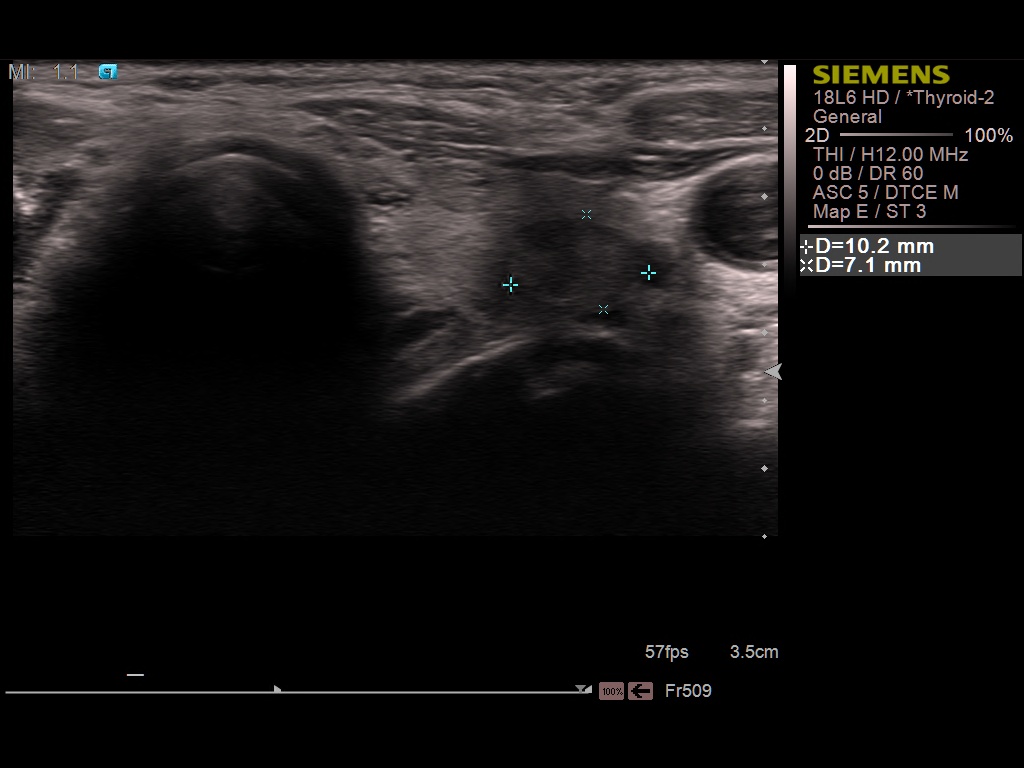 MI: 1.1
SIEMENS
18L6 HD / *Thyroid-2
General
2D 100%
THI / H12.00 MHz
0 dB / DR 60
ASC 5 / DTCE M
Map E / ST 3
D=10.2 mm
D=7.1 mm
57fps 3.5cm
100% Fr509